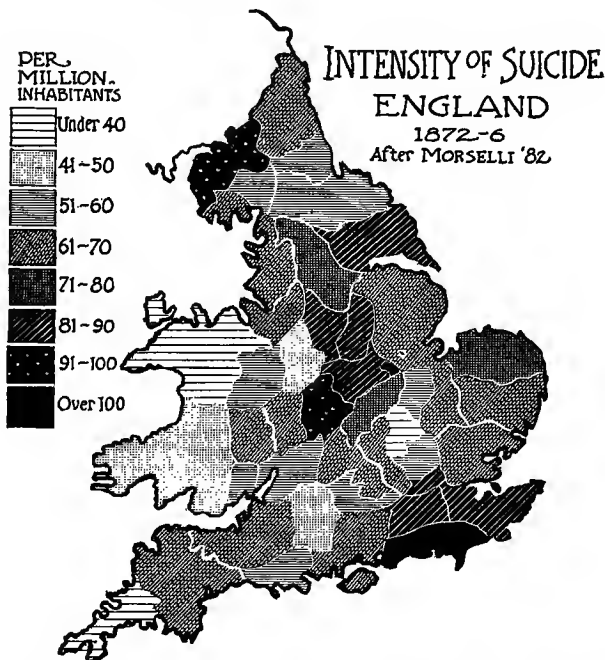 PER
MILLION.
INHABITANTS
Under 40
41-50
51-60
61-70
71-80
81-90
91-100
Over 100
INTENSITY OF SUICIDE
ENGLAND
1872-6
After MORSELLI '82